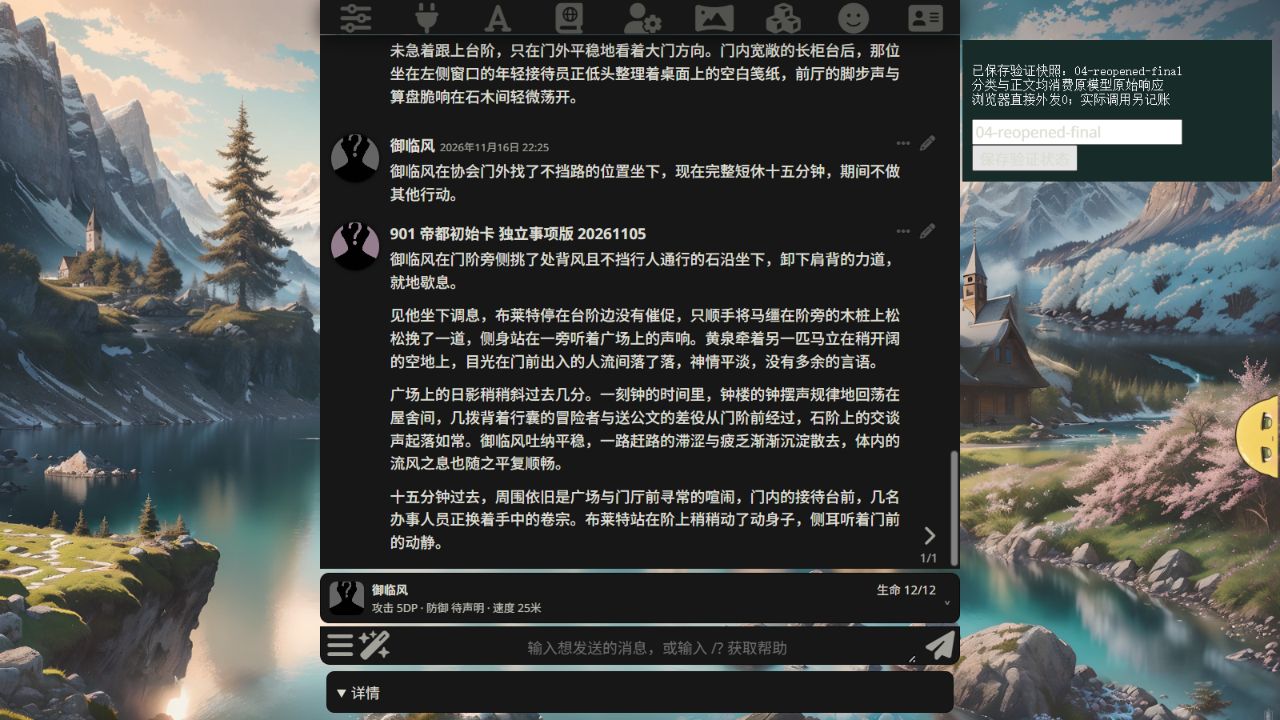 未急着跟上台阶，只在门外平稳地看着大门方向。门内宽敞的长柜台后，那位
坐在左侧窗口的年轻接待员正低头整理着桌面上的空白笺纸，前厅的脚步声与
算盘脆响在石木间轻微荡开。
御临风 2026年11月16日 22:25
御临风在协会门外找了不挡路的位置坐下，现在完整短休十五分钟，期间不做
其他行动。
901 帝都初始卡 独立事项版 20261105
御临风在门阶旁侧挑了处背风且不挡行人通行的石沿坐下，卸下肩背的力道，
就地歇息。
见他坐下调息，布莱特停在台阶边没有催促，只顺手将马缰在阶旁的木桩上松
松挽了一道，侧身站在一旁听着广场上的声响。黄泉牵着另一匹马立在稍开阔
的空地上，目光在门前出入的人流间落了落，神情平淡，没有多余的言语。
广场上的日影稍稍斜过去几分。一刻钟的时间里，钟楼的钟摆声规律地回荡在
屋舍间，几拨背着行囊的冒险者与送公文的差役从门阶前经过，石阶上的交谈
声起落如常。御临风吐纳平稳，一路赶路的滞涩与疲乏渐渐沉淀散去，体内的
流风之息也随之平复顺畅。
十五分钟过去，周围依旧是广场与门厅前寻常的喧闹，门内的接待台前，几名
办事人员正换着手中的卷宗。布莱特站在阶上稍稍动了动身子，侧耳听着门前
的动静。
1/1
御临风
生命 12/12
攻击 5DP · 防御 待声明 · 速度 25米
输入想发送的消息，或输入 /? 获取帮助
▼ 详情
已保存验证快照：04-reopened-final
分类与正文均消费原模型原始响应
浏览器直接外发0；实际调用另记账
04-reopened-final
保存验证状态